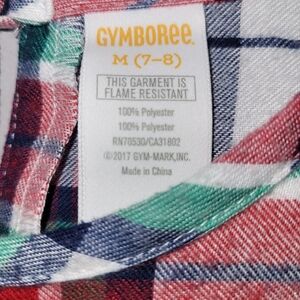 GYMBOREE.
M (7-8)
THIS GARMENT IS
FLAME RESISTANT
100% Polyester
100% Polyester
RN70530/CA31802
©2017 GYM-MARK,INC.
Made in China